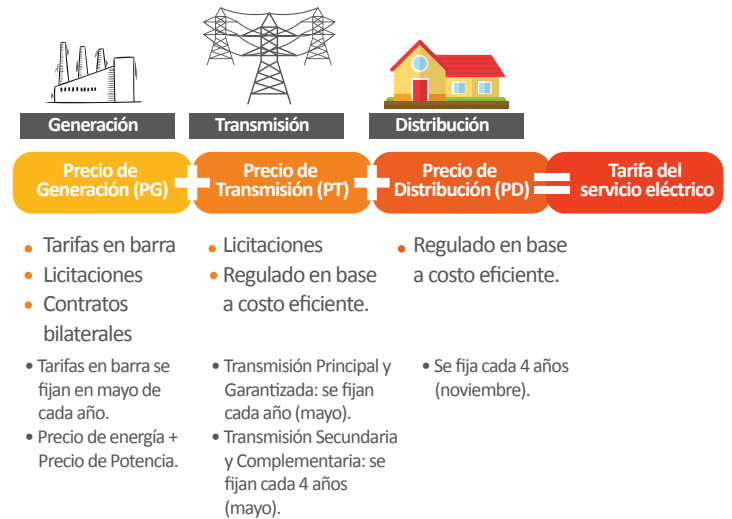 Generación
Transmisión
Distribución
Precio de
Generación (PG)
+
Precio de
Transmisión (PT)
+
Precio de
Distribución (PD)
=
Tarifa del
servicio eléctrico
• Tarifas en barra
• Licitaciones
• Contratos
bilaterales
• Tarifas en barra se
fijan en mayo de
cada año.
• Precio de energía +
Precio de Potencia.
• Licitaciones
• Regulado en base
a costo eficiente.
• Transmisión Principal y
Garantizada: se fijan
cada año (mayo).
• Transmisión Secundaria
y Complementaria: se
fijan cada 4 años
(mayo).
• Regulado en base
a costo eficiente.
• Se fija cada 4 años
(noviembre).